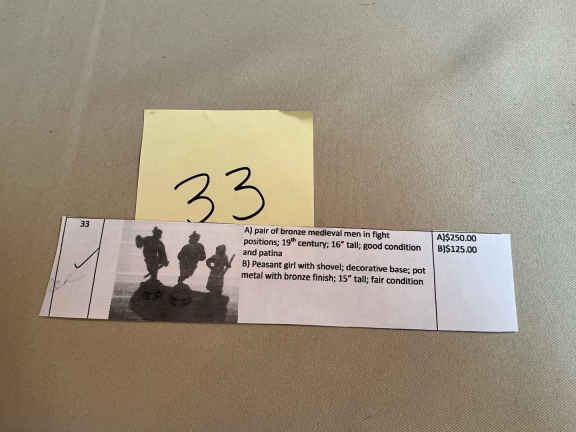 33
33
A) pair of bronze medieval men in fight
positions; 19th century; 16" tall; good condition
and patina
B) Peasant girl with shovel; decorative base; pot
metal with bronze finish; 15" tall; fair condition
A)$250.00
B)$125.00